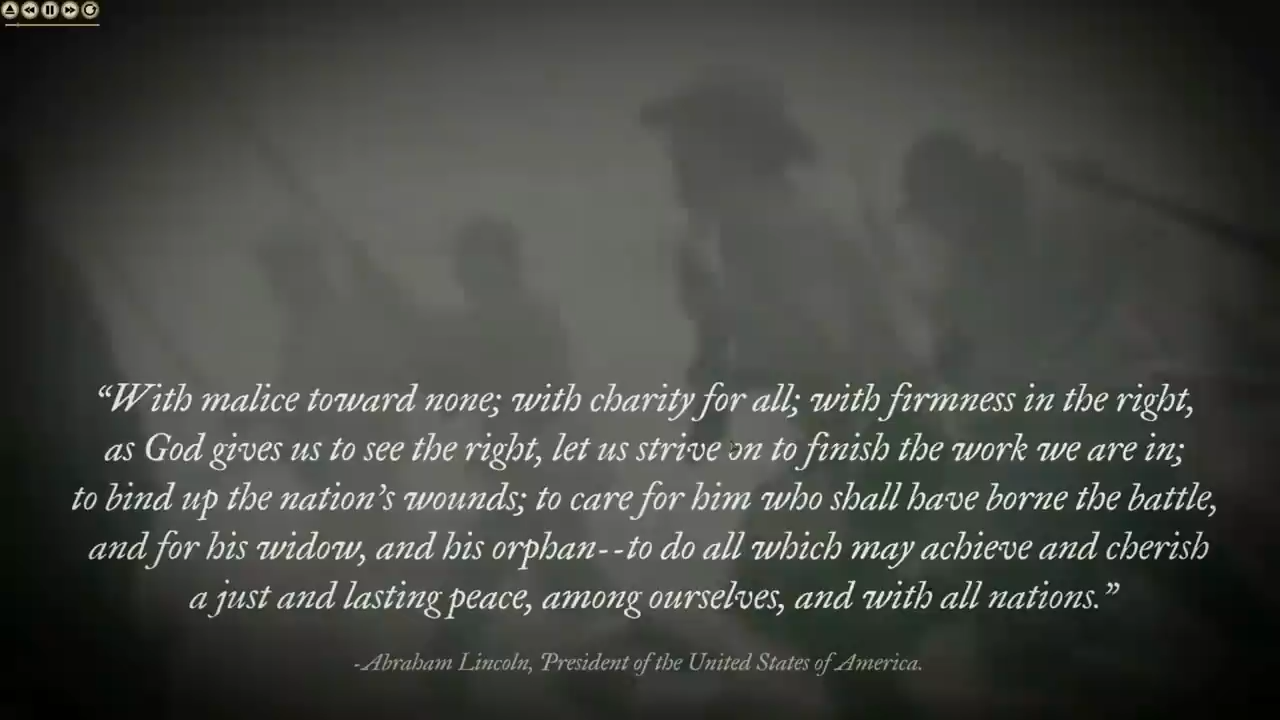 “With malice toward none; with charity for all; with firmness in the right,
as God gives us to see the right, let us strive on to finish the work we are in;
to bind up the nation’s wounds; to care for him who shall have borne the battle,
and for his widow, and his orphan--to do all which may achieve and cherish
a just and lasting peace, among ourselves, and with all nations.”
-Abraham Lincoln, President of the United States of America.